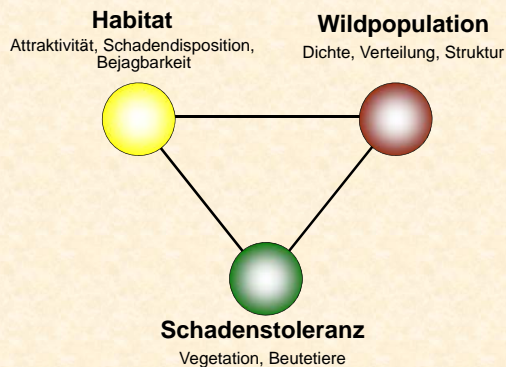 Habitat
Attraktivität, Schadendisposition,
Bejagbarkeit
Wildpopulation
Dichte, Verteilung, Struktur
Schadenstoleranz
Vegetation, Beutetiere